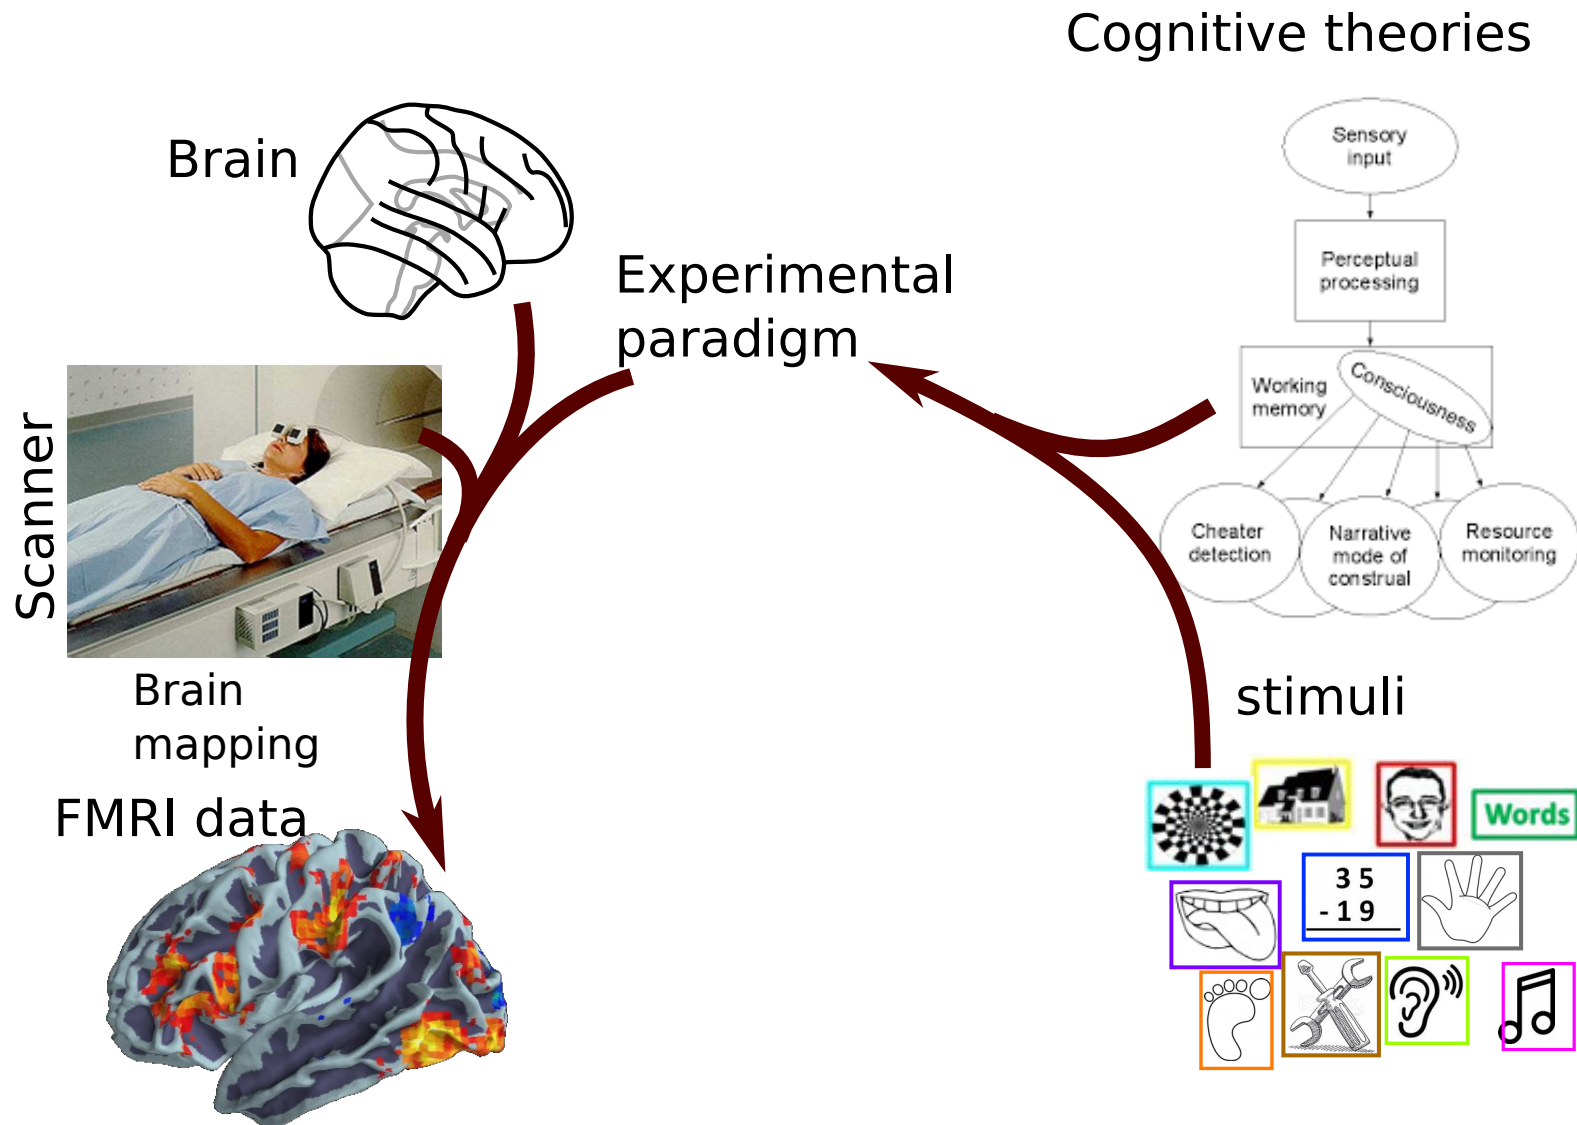 Cognitive theories
Brain
Sensory
input
Perceptual
processing
Experimental
paradigm
Working
memory
Consciousness
Scanner
Cheater
detection
Narrative
mode of
construal
Resource
monitoring
Brain
mapping
stimuli
FMRI data
Words
3 5
- 1 9